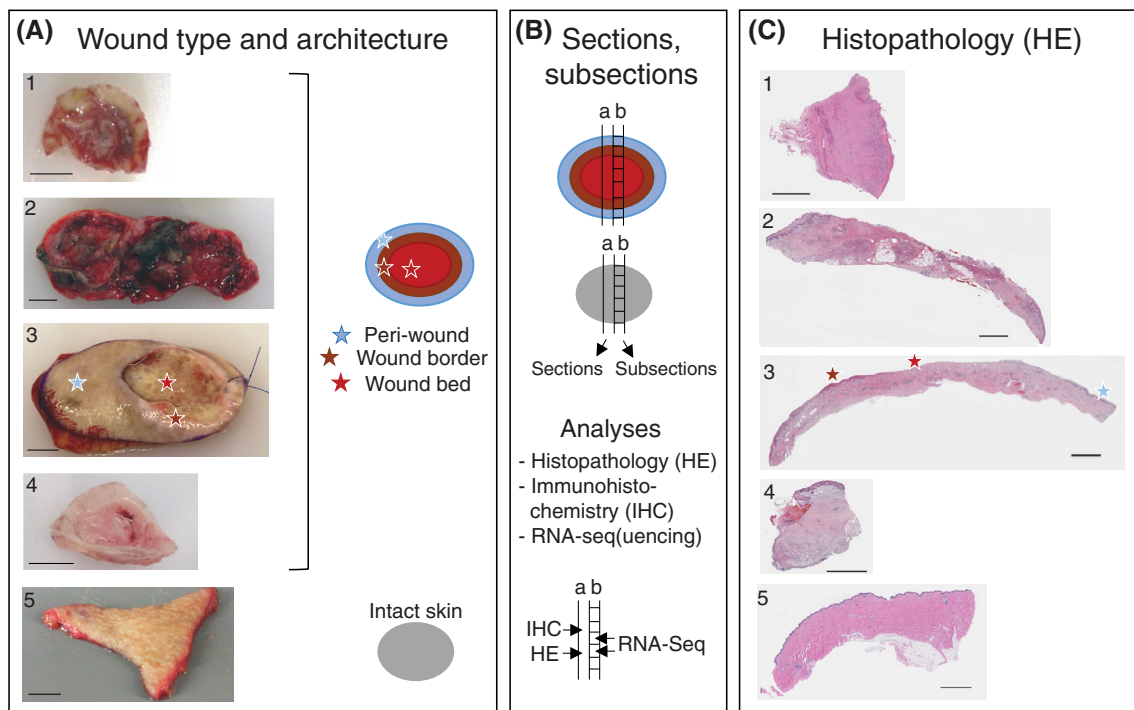 (A) Wound type and architecture
1
2
3
4
5
Peri-wound
Wound border
Wound bed
Intact skin
(B) Sections,
subsections
a b
a b
Sections
Subsections
Analyses
- Histopathology (HE)
- Immunohisto-
chemistry (IHC)
- RNA-seq(uencing)
a b
IHC
HE
RNA-Seq
(C) Histopathology (HE)
1
2
3
4
5